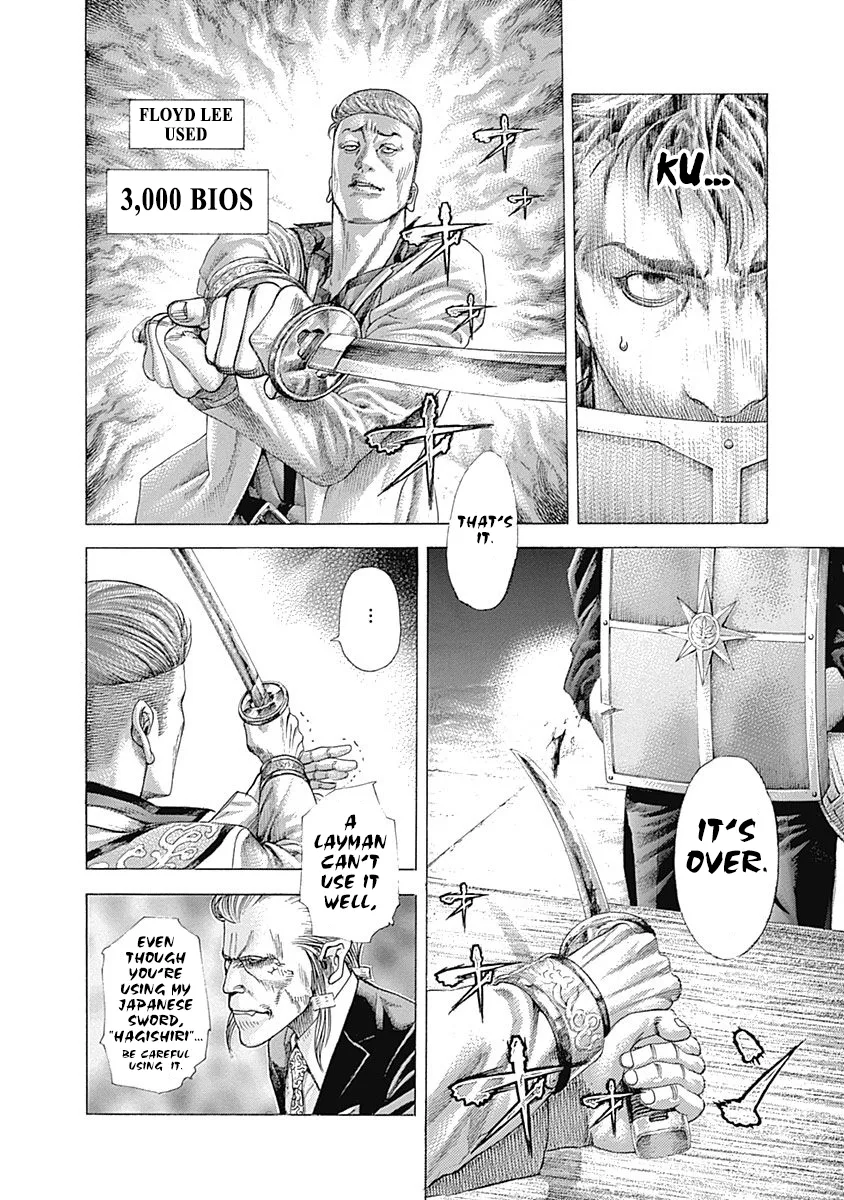 KU...
FLOYD LEE
USED
3,000 BIOS
THAT'S
IT.
IT'S
OVER.
...
A
LAYMAN
CAN'T
USE IT
WELL,
EVEN
THOUGH
YOU'RE
USING MY
JAPANESE
SWORD,
"HAGISHIRI"...
BE CAREFUL
USING IT.